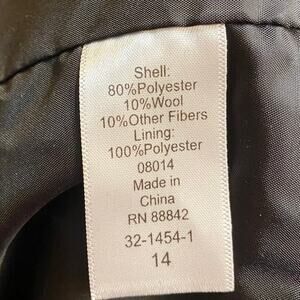 Shell:
80%Polyester
10%Wool
10%Other Fibers
Lining:
100%Polyester
08014
Made in
China
RN 88842
32-1454-1
14